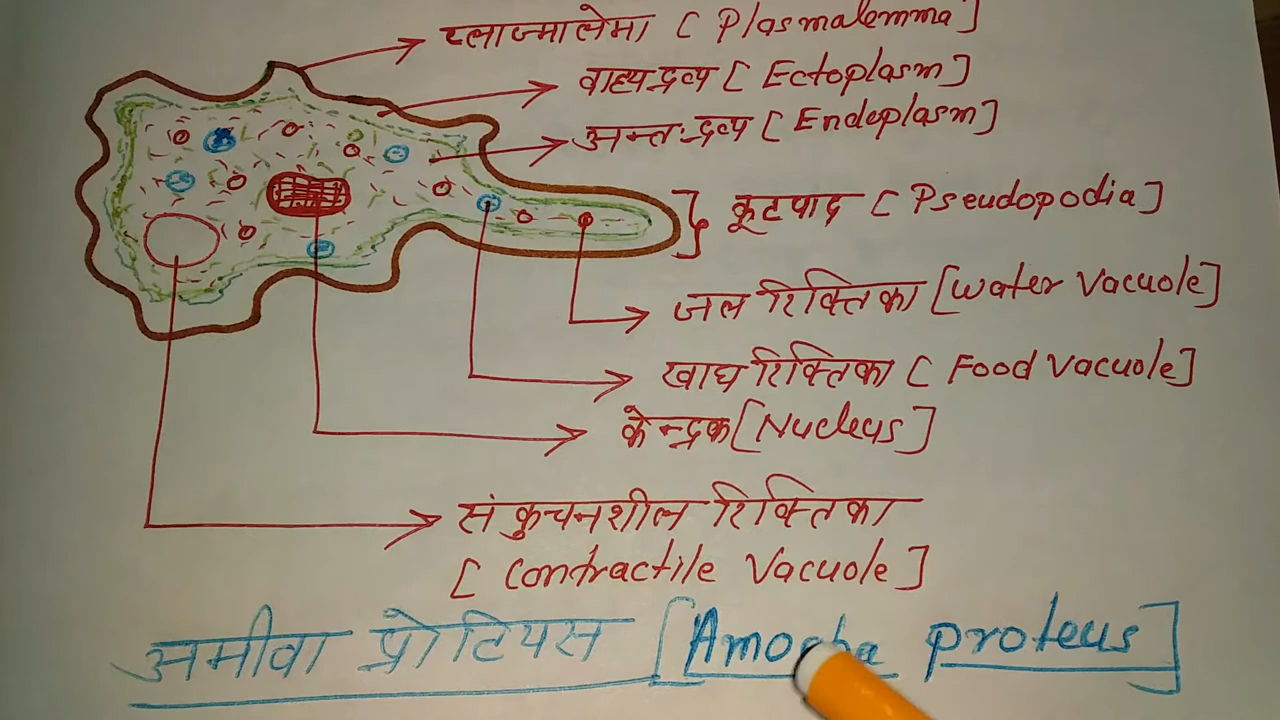 प्लाज्मालेमा [Plasmalemma]
वाह्यद्रव्य [Ectoplasm]
अन्तःद्रव्य [Endoplasm]
कूटपाद [Pseudopodia]
जल रिक्तिका [Water Vacuole]
खाद्य रिक्तिका [Food Vacuole]
केन्द्रक [Nucleus]
संकुचनशील रिक्तिका
[Contractile Vacuole]
अमीवा प्रोटियस [Amoeba proteus]